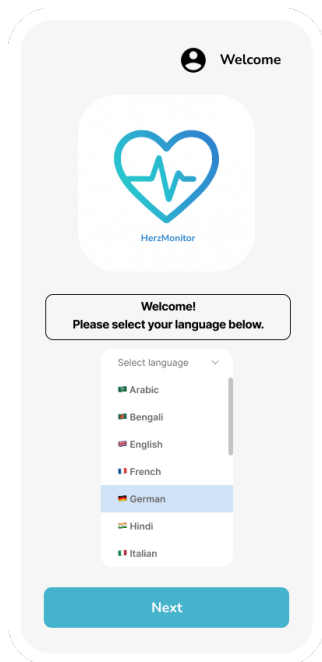 Welcome
HerzMonitor
Welcome!
Please select your language below.
Select language
Arabic
Bengali
English
French
German
Hindi
Italian
Next